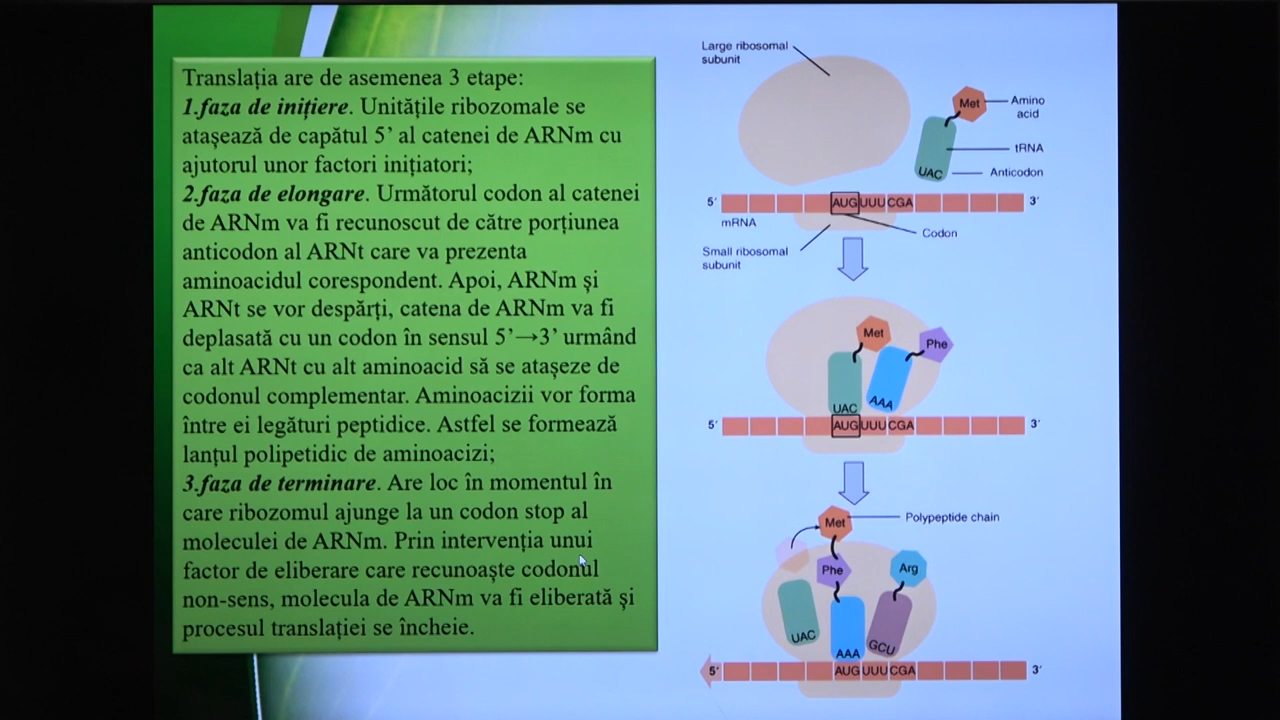 Translația are de asemenea 3 etape:
1.faza de inițiere. Unitățile ribozomale se
atașează de capătul 5’ al catenei de ARNm cu
ajutorul unor factori inițiatori;
2.faza de elongare. Următorul codon al catenei
de ARNm va fi recunoscut de către porțiunea
anticodon al ARNt care va prezenta
aminoacidul corespondent. Apoi, ARNm și
ARNt se vor despărți, catena de ARNm va fi
deplasată cu un codon în sensul 5’→3’ urmând
ca alt ARNt cu alt aminoacid să se atașeze de
codonul complementar. Aminoacizii vor forma
între ei legături peptidice. Astfel se formează
lanțul polipetidic de aminoacizi;
3.faza de terminare. Are loc în momentul în
care ribozomul ajunge la un codon stop al
moleculei de ARNm. Prin intervenția unui
factor de eliberare care recunoaște codonul
non-sens, molecula de ARNm va fi eliberată și
procesul translației se încheie.
Large ribosomal
subunit
Met
Amino
acid
tRNA
UAC
Anticodon
5′
AUGUUUCGA
3′
mRNA
Codon
Small ribosomal
subunit
Met
Phe
UAC
AAA
5′
AUGUUUCGA
3′
Met
Polypeptide chain
Phe
Arg
UAC
AAA
GCU
5′
AUGUUUCGA
3′